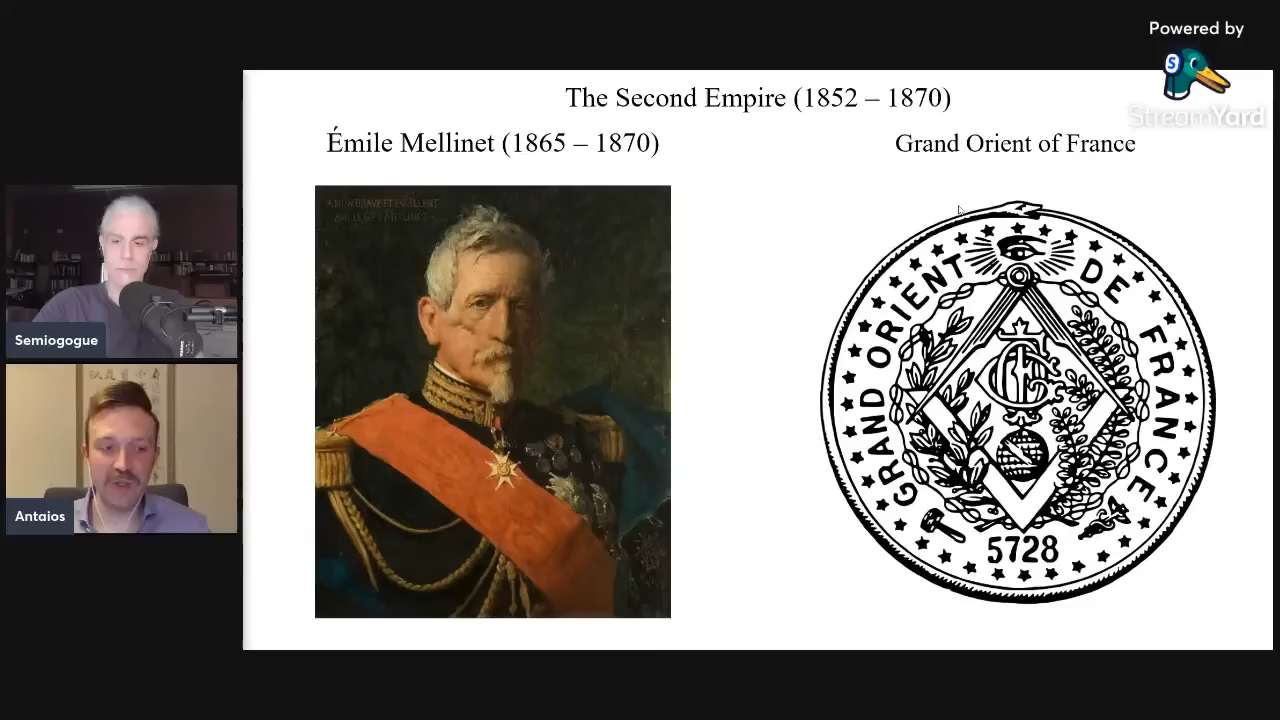 Powered by
S
StreamYard
The Second Empire (1852 – 1870)
Émile Mellinet (1865 – 1870)
Grand Orient of France
GRAND ORIENT DE FRANCE
5728
Semiogogue
Antaios